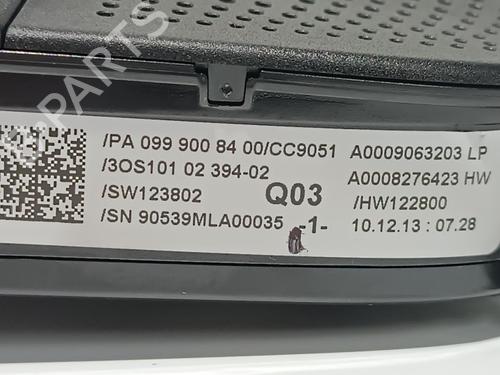 /PA 099 900 84 00/CC9051 A0009063203 LP
/3OS101 02 394-02 A0008276423 HW
/SW123802 Q03 /HW122800
/SN 90539MLA00035 -1- 10.12.13 : 07.28
PARTS